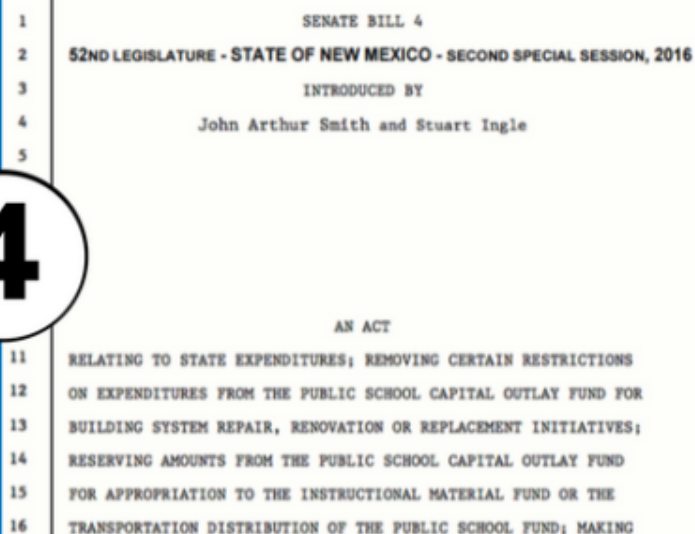 1 SENATE BILL 4
2 52ND LEGISLATURE - STATE OF NEW MEXICO - SECOND SPECIAL SESSION, 2016
3 INTRODUCED BY
4 John Arthur Smith and Stuart Ingle
5
4
AN ACT
11 RELATING TO STATE EXPENDITURES; REMOVING CERTAIN RESTRICTIONS
12 ON EXPENDITURES FROM THE PUBLIC SCHOOL CAPITAL OUTLAY FUND FOR
13 BUILDING SYSTEM REPAIR, RENOVATION OR REPLACEMENT INITIATIVES;
14 RESERVING AMOUNTS FROM THE PUBLIC SCHOOL CAPITAL OUTLAY FUND
15 FOR APPROPRIATION TO THE INSTRUCTIONAL MATERIAL FUND OR THE
16 TRANSPORTATION DISTRIBUTION OF THE PUBLIC SCHOOL FUND; MAKING